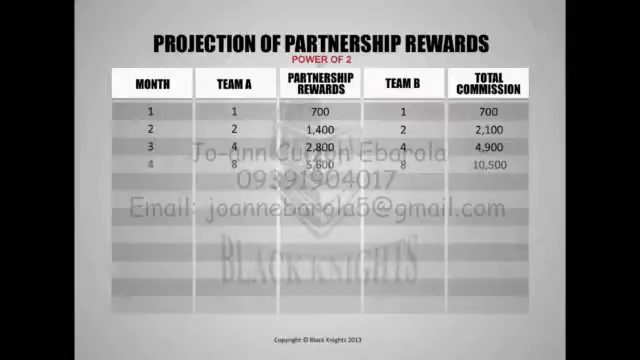 PROJECTION OF PARTNERSHIP REWARDS
POWER OF 2
MONTH TEAM A PARTNERSHIP REWARDS TEAM B TOTAL COMMISSION
1 1 700 1 700
2 2 1,400 2 2,100
3 4 2,800 4 4,900
4 8 5,600 8 10,500
Jo-ann Cuizon Ebarola
09391904017
Email: joannebarola5@gmail.com
BLACK KNIGHTS
Copyright © Black Knights 2013